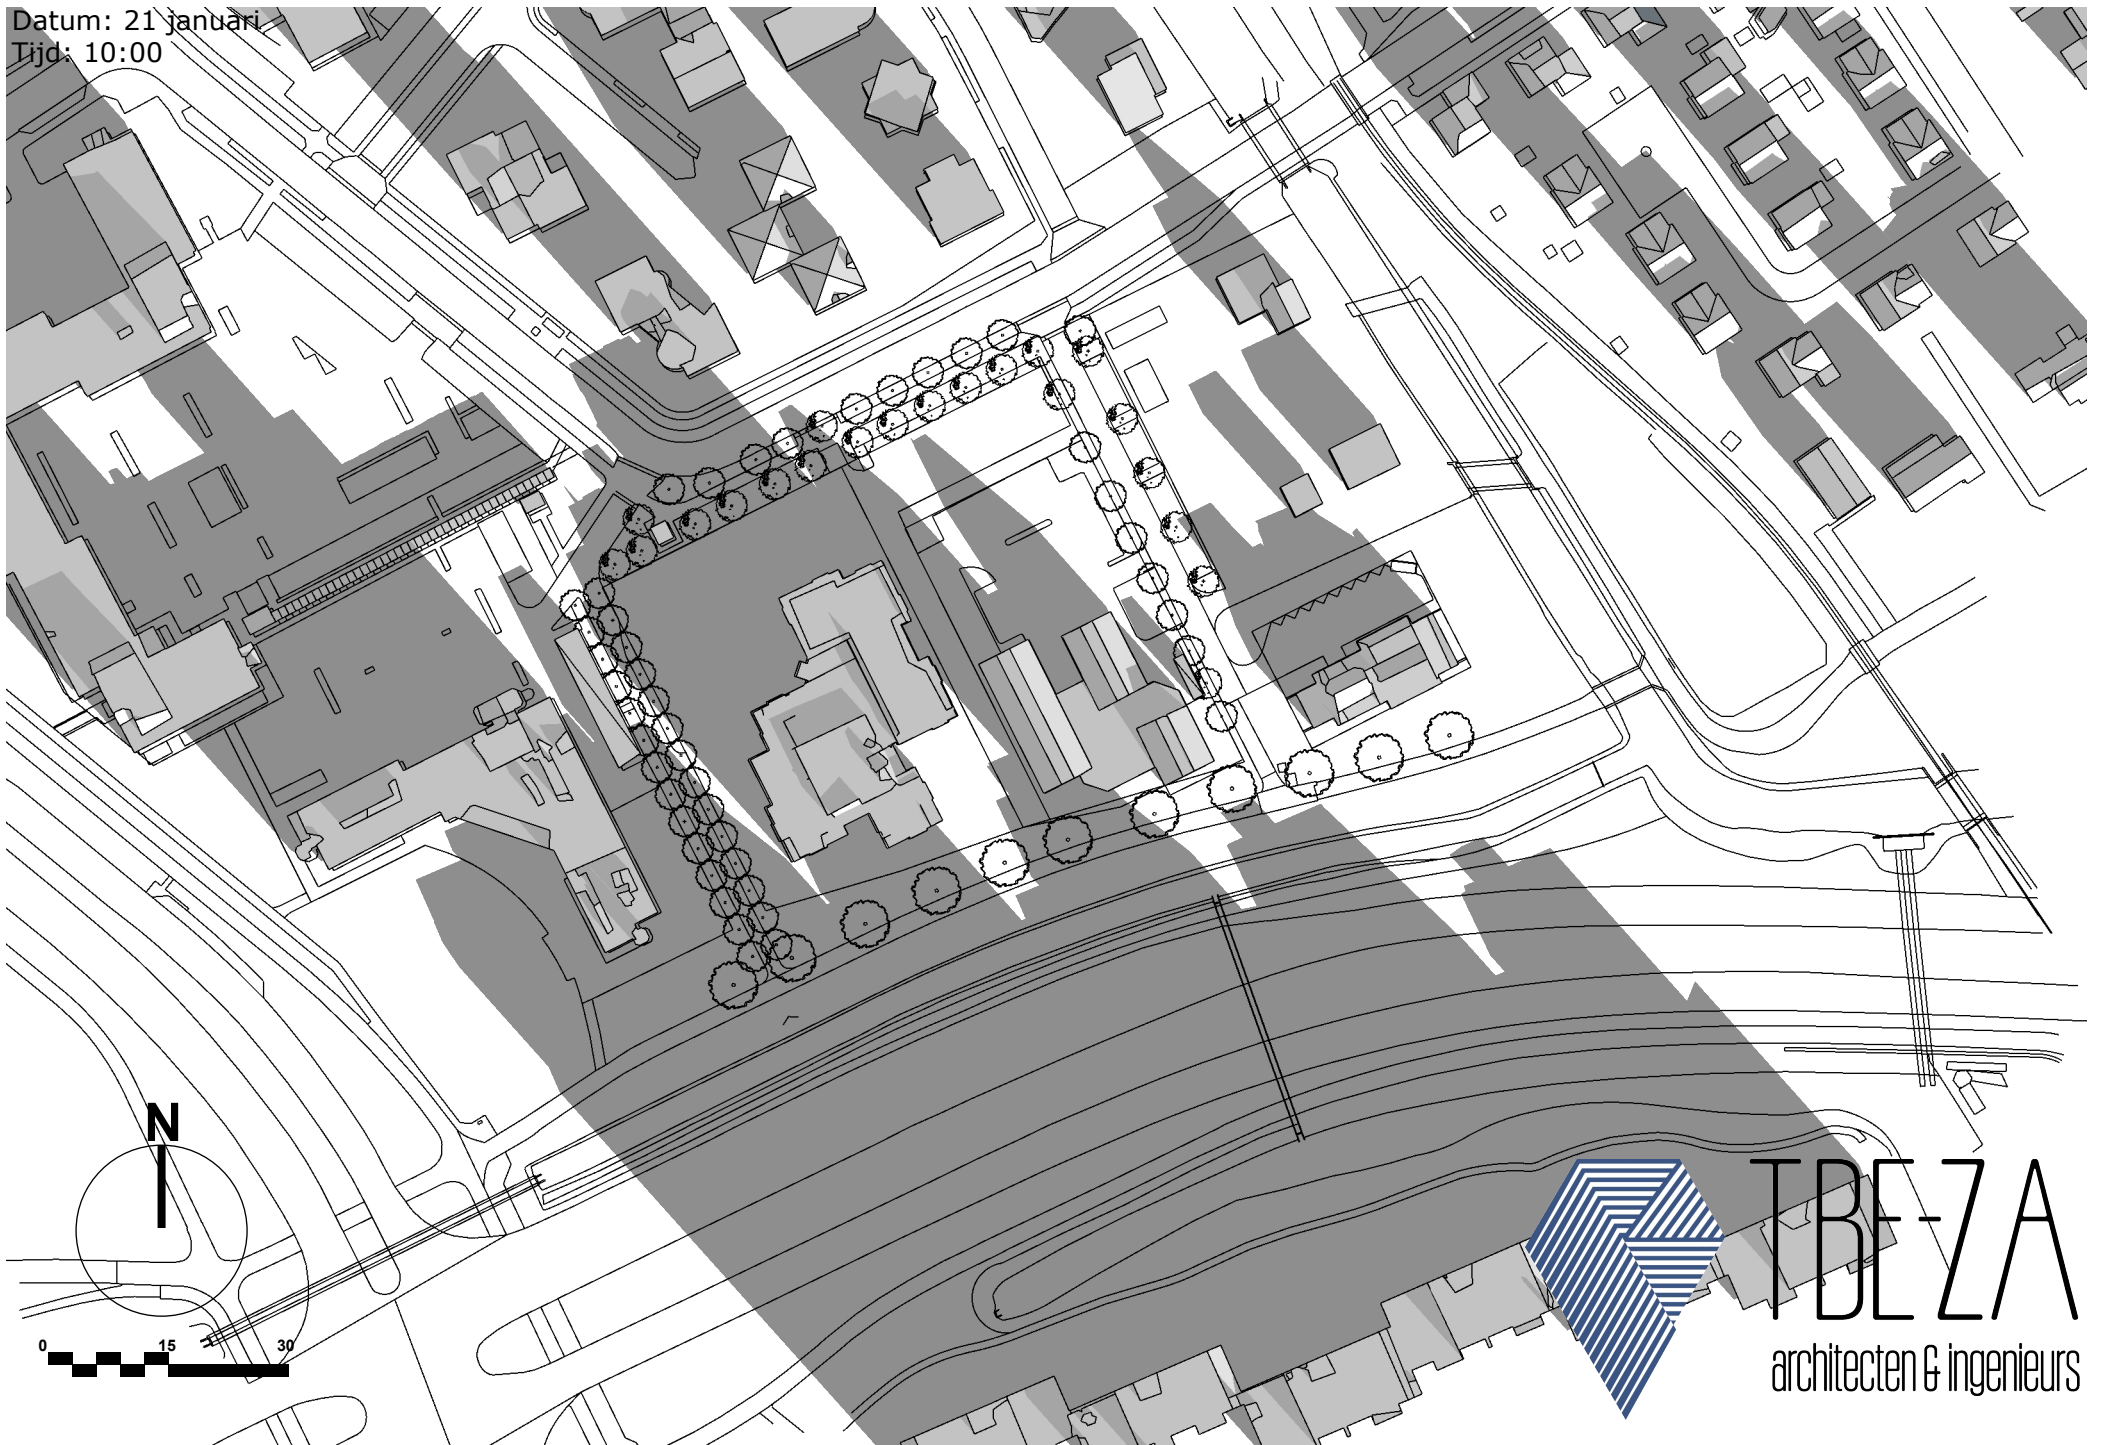 Datum: 21 januari
Tijd: 10:00
N
0 15 30
TBE-ZA
architecten & ingenieurs